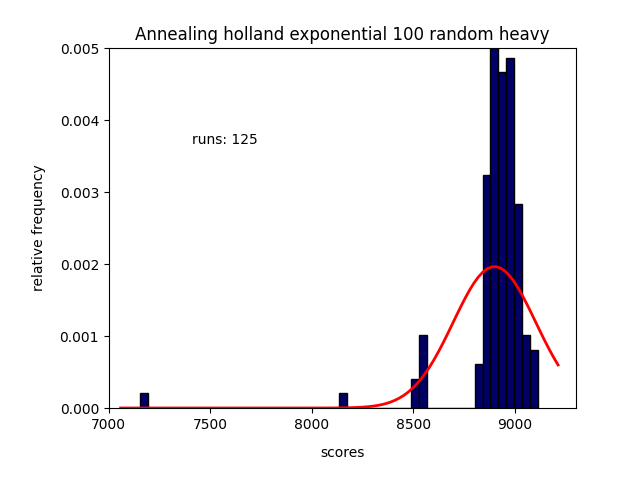 Annealing holland exponential 100 random heavy
0.005
0.004
0.003
0.002
0.001
0.000
relative frequency
runs: 125
7000 7500 8000 8500 9000
scores